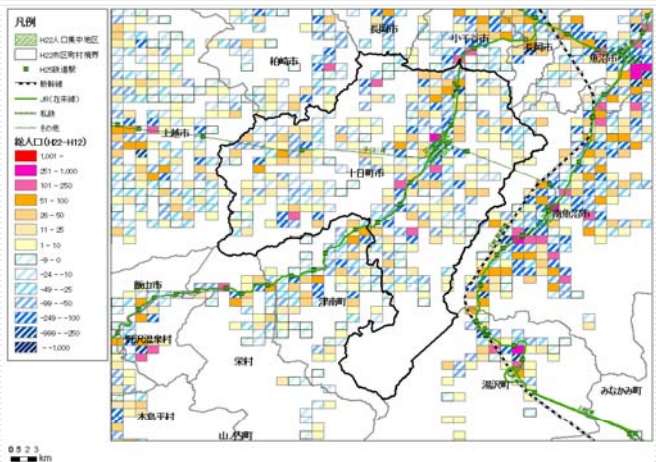 凡例
H22人口集中地区
H22市区町村境界
H25鉄道駅
新幹線
JR(在来線)
私鉄
その他
総人口(H22-H12)
1,001 -
251 - 1,000
101 - 250
51 - 100
26 - 50
11 - 25
1 - 10
-9 - 0
-24 - -10
-49 - -25
-99 - -50
-249 - -100
-999 - -250
- -1,000
長岡市
小千谷市
長岡市
魚沼市
柏崎市
上越市
十日町市
南魚沼市
飯山市
津南町
野沢温泉村
栄村
湯沢町
みなかみ町
木島平村
山ノ内町
km